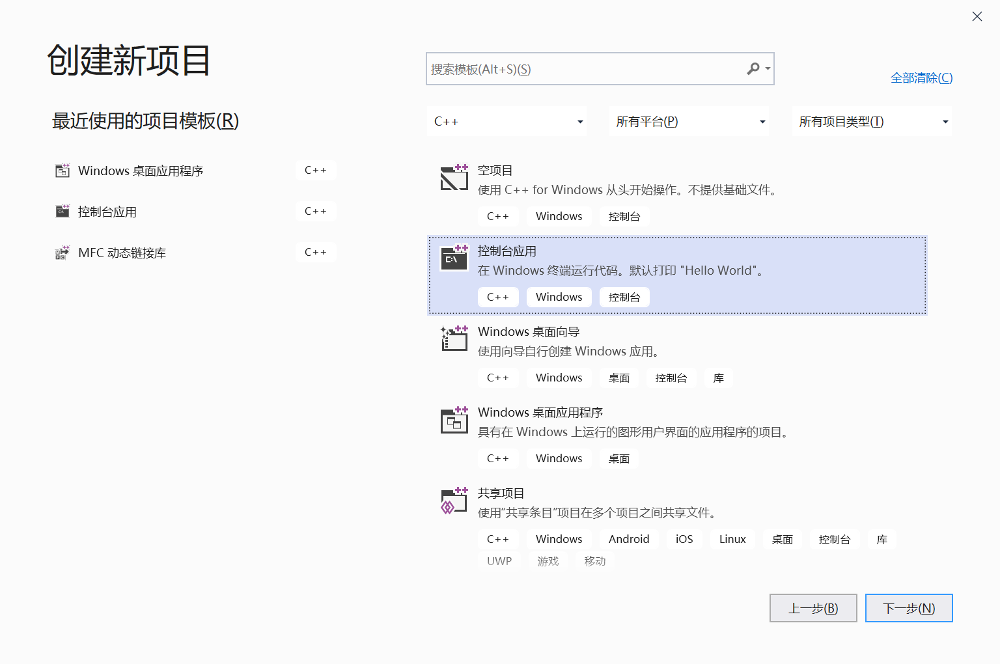 创建新项目
搜索模板(Alt+S)(S)
全部清除(C)
最近使用的项目模板(R)
C++
所有平台(P)
所有项目类型(T)
Windows 桌面应用程序
C++
控制台应用
C++
MFC 动态链接库
C++
空项目
使用 C++ for Windows 从头开始操作。不提供基础文件。
C++ Windows 控制台
控制台应用
在 Windows 终端运行代码。默认打印 "Hello World"。
C++ Windows 控制台
Windows 桌面向导
使用向导自行创建 Windows 应用。
C++ Windows 桌面 控制台 库
Windows 桌面应用程序
具有在 Windows 上运行的图形用户界面的应用程序的项目。
C++ Windows 桌面
共享项目
使用“共享条目”项目在多个项目之间共享文件。
C++ Windows Android iOS Linux 桌面 控制台 库
UWP 游戏 移动
上一步(B)
下一步(N)